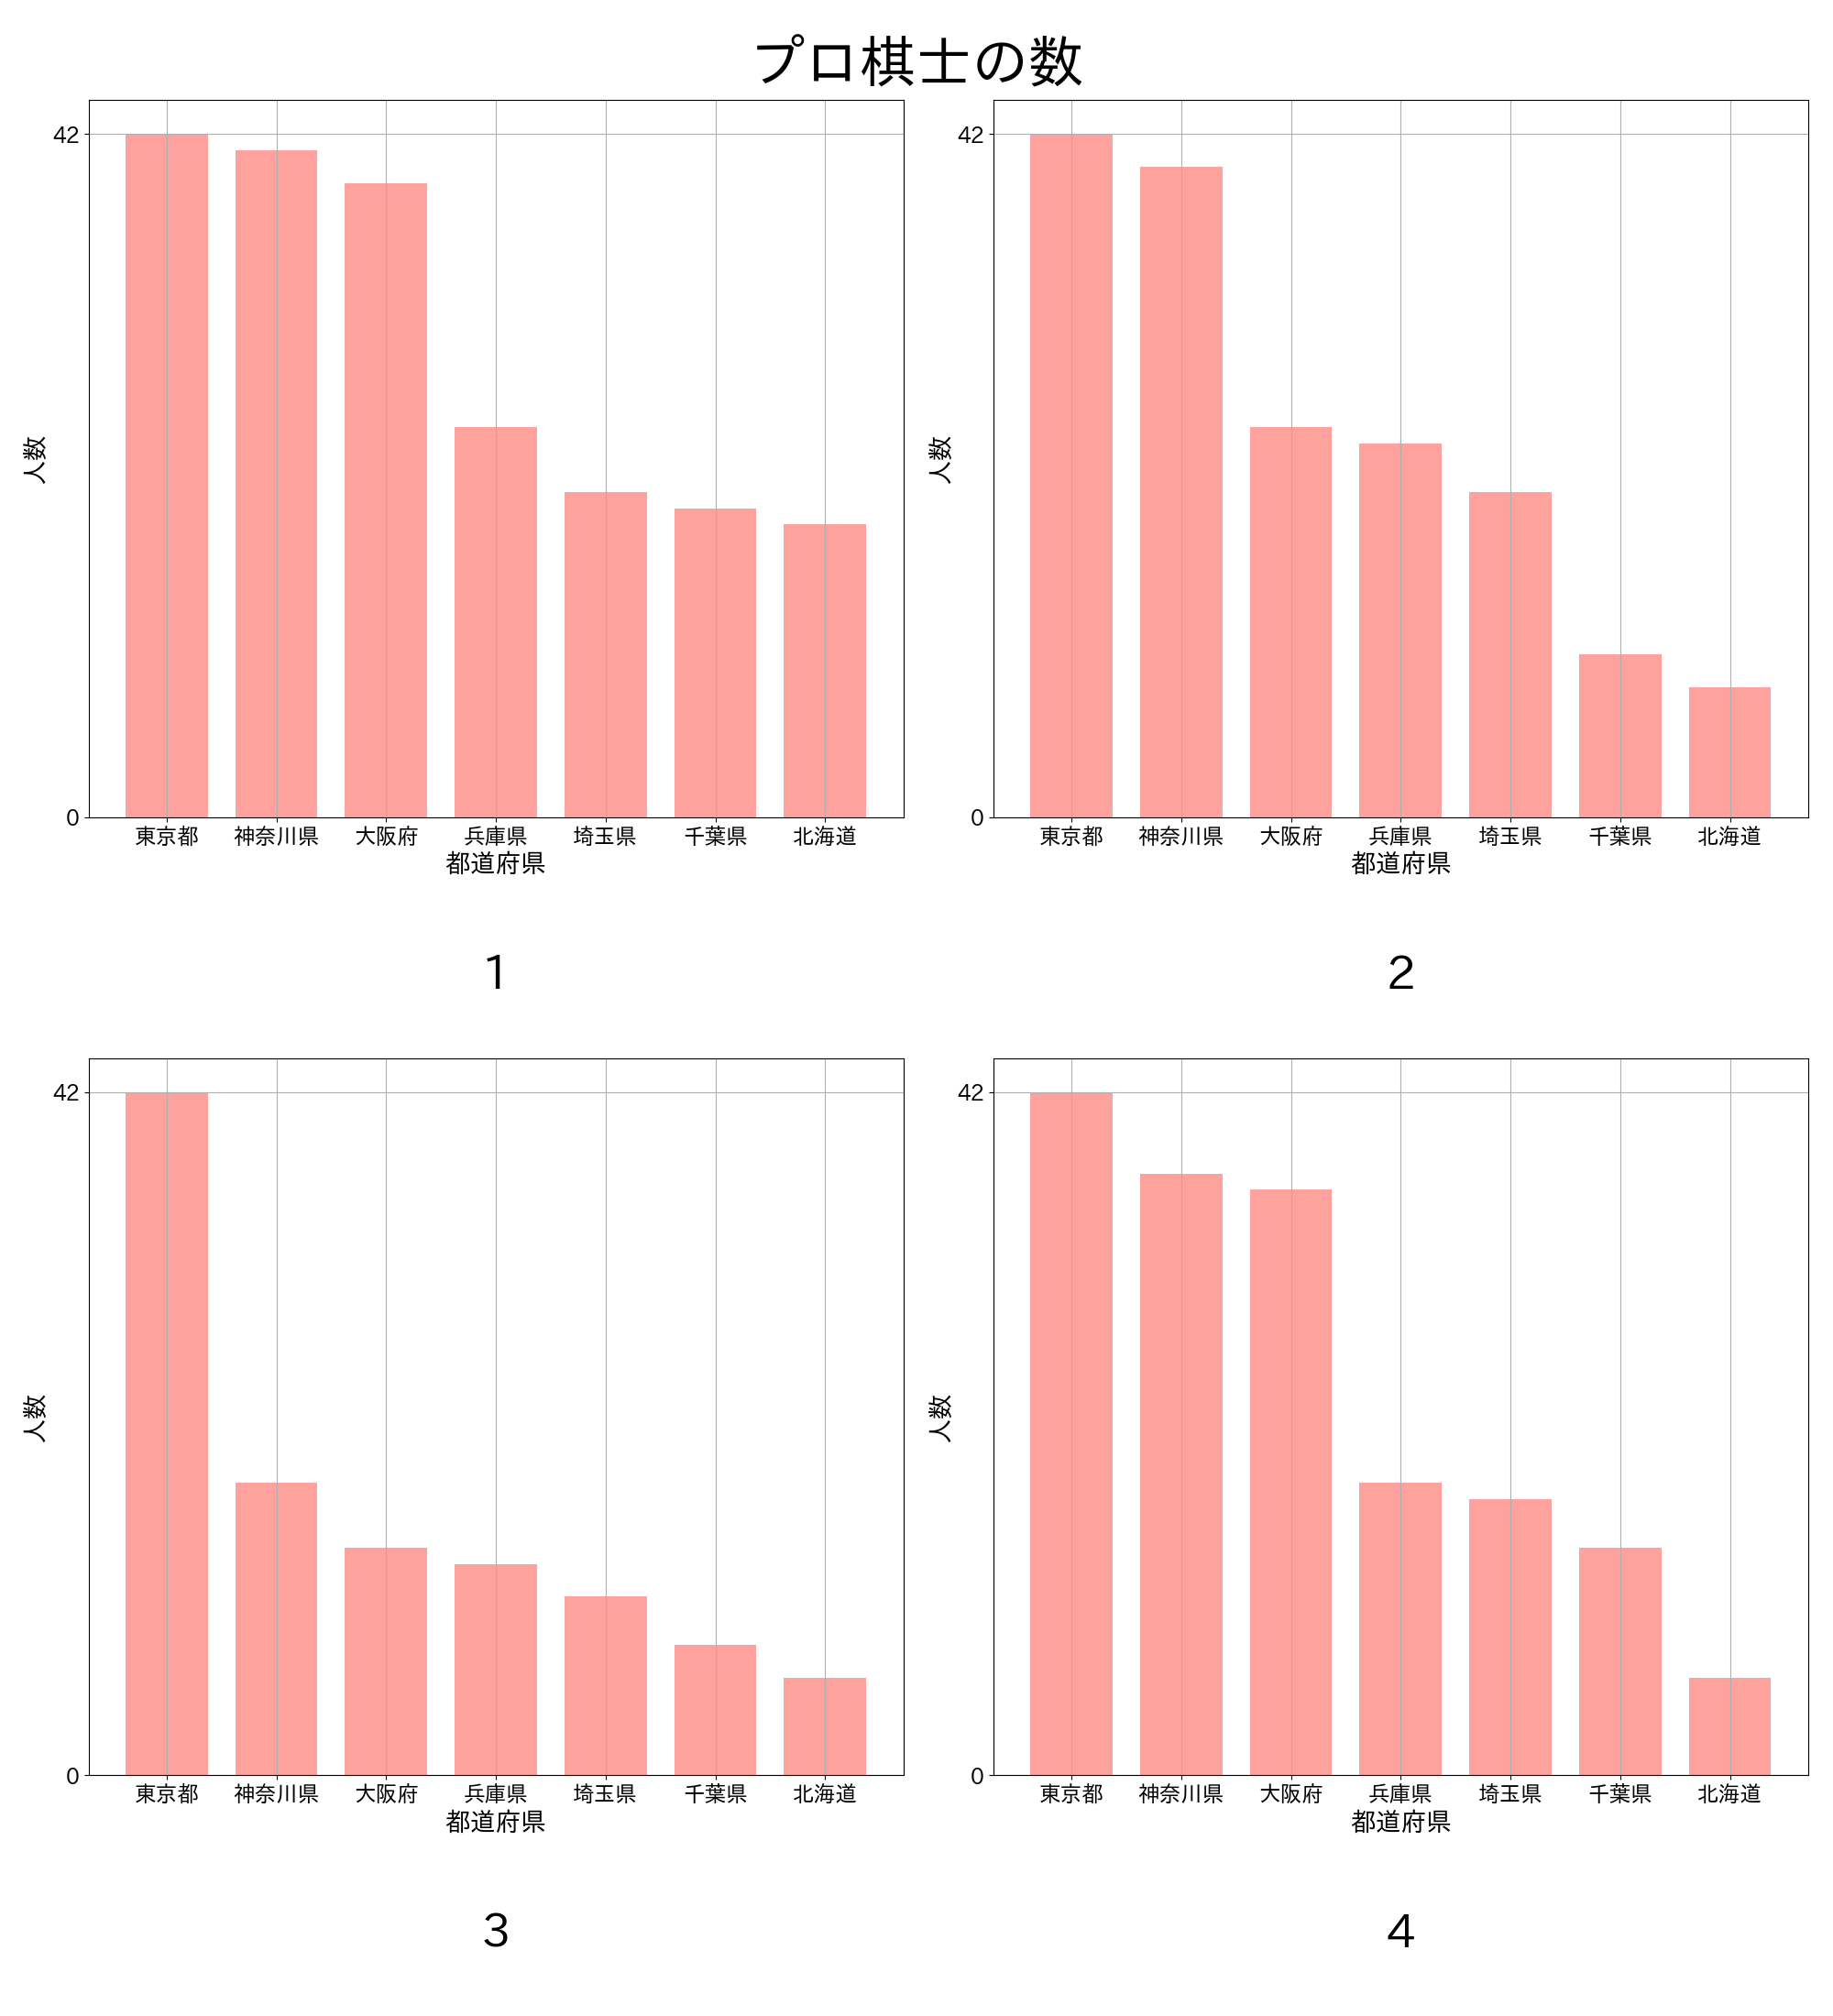 プロ棋士の数
42
0
人数
東京都 神奈川県 大阪府 兵庫県 埼玉県 千葉県 北海道
都道府県
1
42
0
人数
東京都 神奈川県 大阪府 兵庫県 埼玉県 千葉県 北海道
都道府県
2
42
0
人数
東京都 神奈川県 大阪府 兵庫県 埼玉県 千葉県 北海道
都道府県
3
42
0
人数
東京都 神奈川県 大阪府 兵庫県 埼玉県 千葉県 北海道
都道府県
4